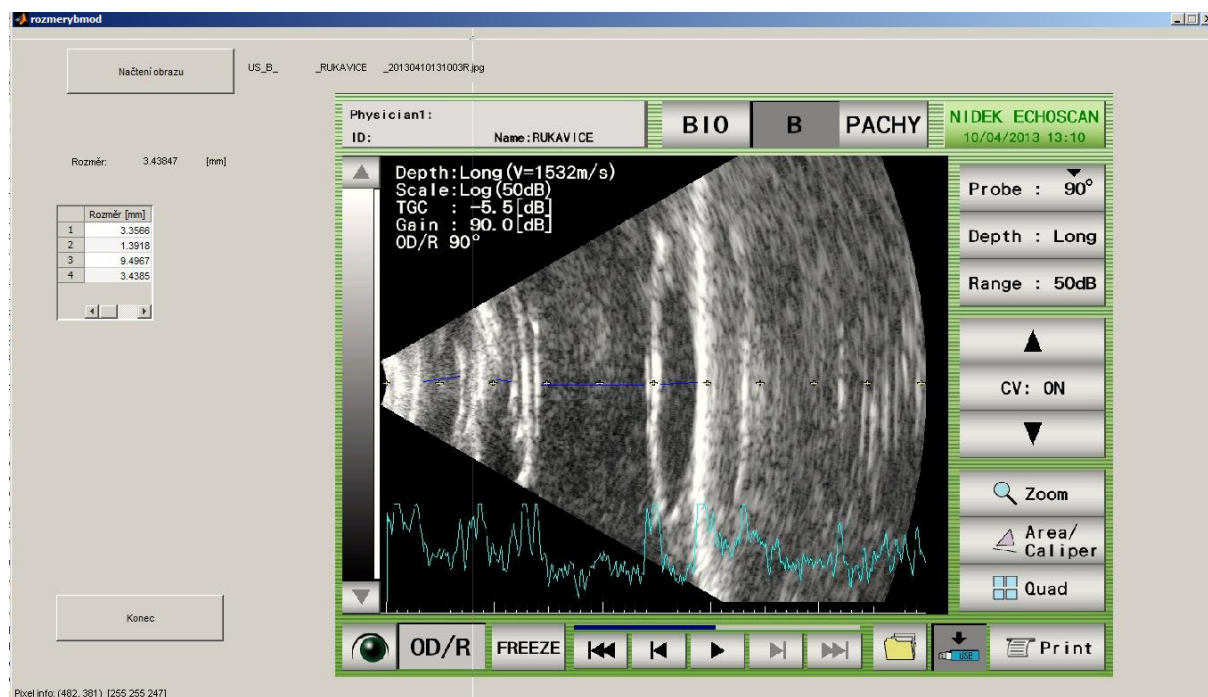 rozmerybmod
Načtení obrazu
US_B_ _RUKAVICE _20130410131003R.jpg
Rozměr: 3.43847 [mm]
Rozměr [mm]
1 3.3566
2 1.3918
3 9.4967
4 3.4385
Konec
Pixel info: (482, 381) [255 255 247]
Physician1:
ID: Name:RUKAVICE
BIO B PACHY
NIDEK ECHOSCAN
10/04/2013 13:10
Depth:Long(V=1532m/s)
Scale:Log(50dB)
TGC : -5.5[dB]
Gain : 90.0[dB]
OD/R 90°
Probe : 90°
Depth : Long
Range : 50dB
CV: ON
Zoom
Area/
Caliper
Quad
OD/R FREEZE USB Print